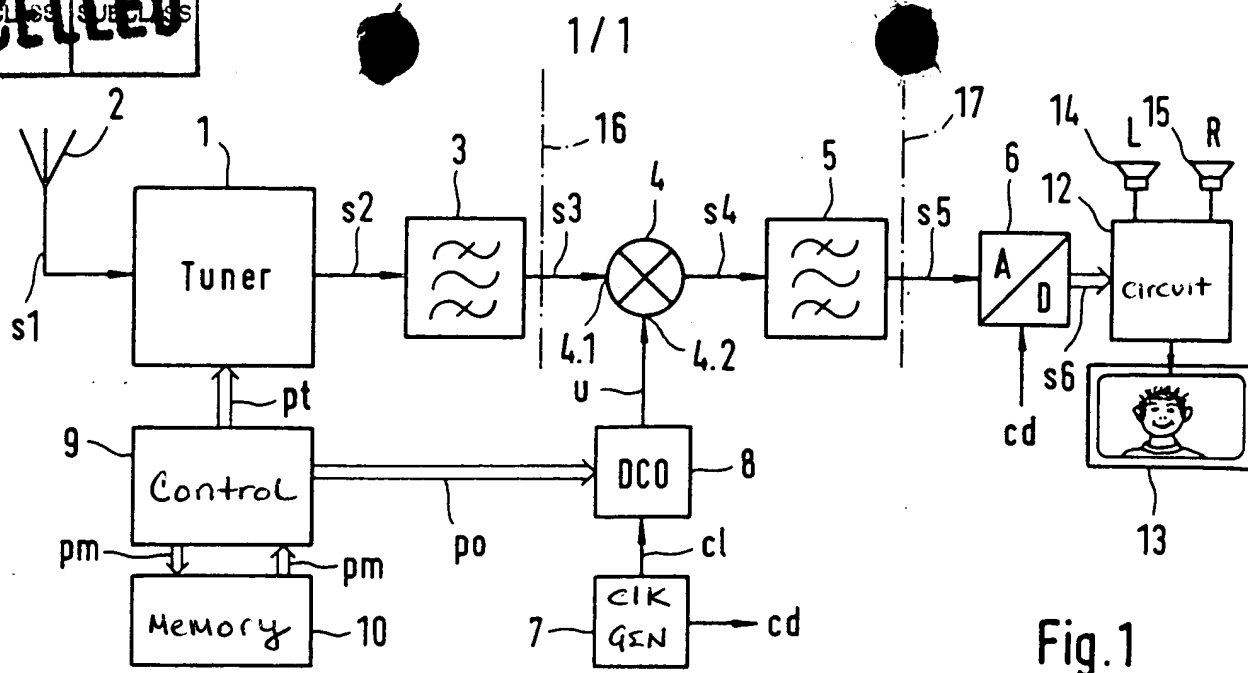 SUBCLASS
1/1
2
1
3
16
4
5
17
6
14
L
15
R
12
s1
Tuner
s2
s3
4.1
4.2
s4
s5
A
D
s6
Circuit
cd
13
pt
u
9
Control
po
DCO
8
cl
pm
pm
Memory
10
7
CLK
GEN
cd
Fig.1